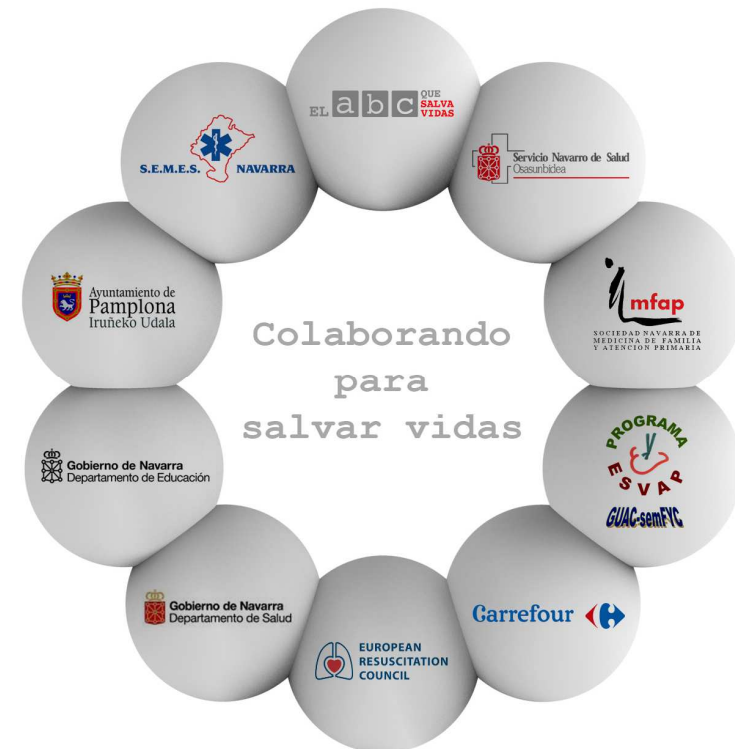 EL abc QUE SALVA VIDAS
Servicio Navarro de Salud
Osasunbidea
mfap
SOCIEDAD NAVARRA DE
MEDICINA DE FAMILIA
Y ATENCION PRIMARIA
PROGRAMA
ESVAP
GUAC-semFYC
Carrefour
EUROPEAN
RESUSCITATION
COUNCIL
Gobierno de Navarra
Departamento de Salud
Gobierno de Navarra
Departamento de Educación
Ayuntamiento de
Pamplona
Iruñeko Udala
S.E.M.E.S. NAVARRA
Colaborando
para
salvar vidas